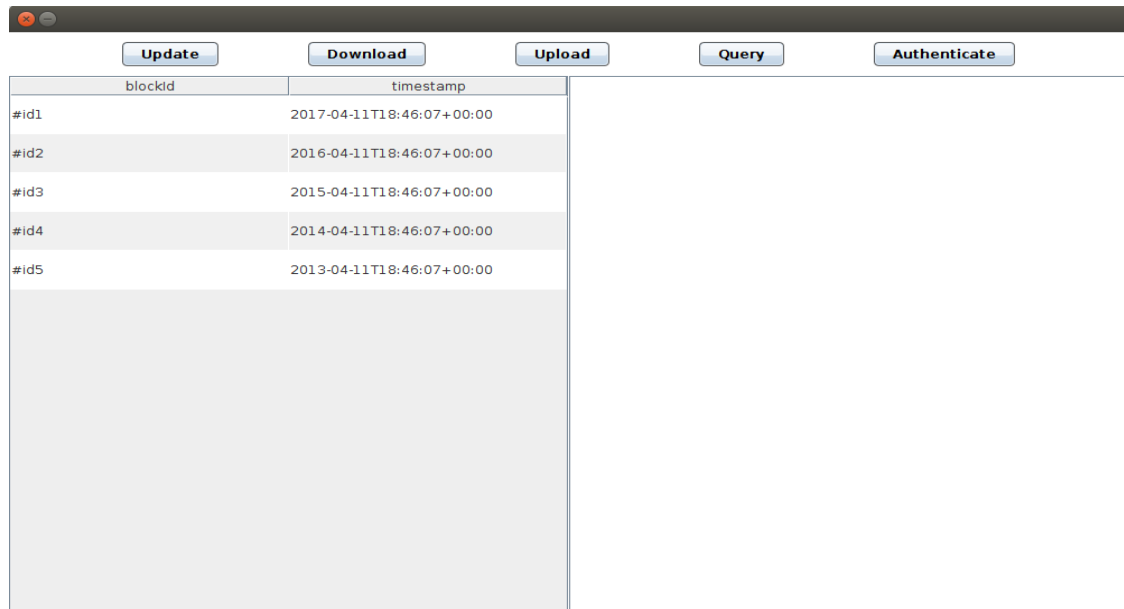 Update Download Upload Query Authenticate
blockId timestamp
#id1 2017-04-11T18:46:07+00:00
#id2 2016-04-11T18:46:07+00:00
#id3 2015-04-11T18:46:07+00:00
#id4 2014-04-11T18:46:07+00:00
#id5 2013-04-11T18:46:07+00:00